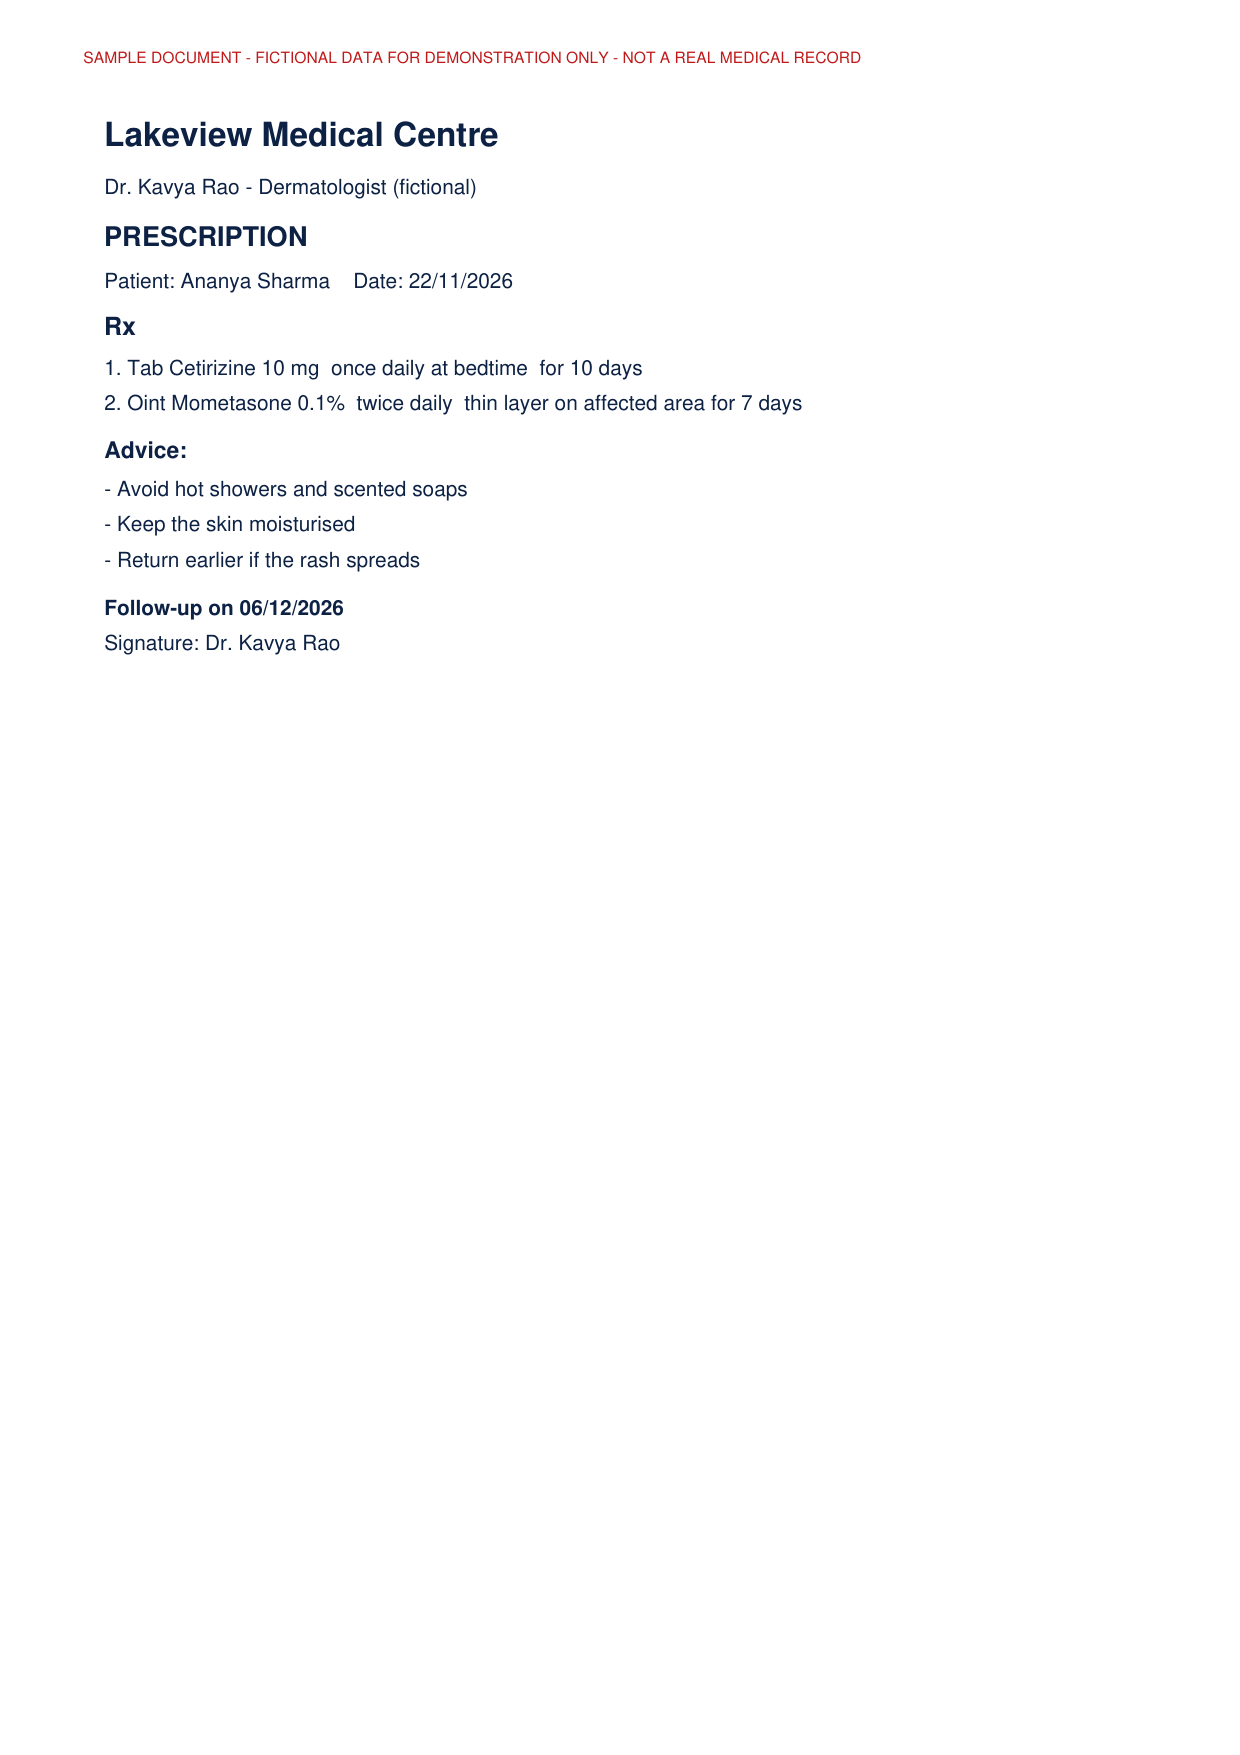 SAMPLE DOCUMENT - FICTIONAL DATA FOR DEMONSTRATION ONLY - NOT A REAL MEDICAL RECORD
Lakeview Medical Centre
Dr. Kavya Rao - Dermatologist (fictional)
PRESCRIPTION
Patient: Ananya Sharma    Date: 22/11/2026
Rx
1. Tab Cetirizine 10 mg  once daily at bedtime  for 10 days
2. Oint Mometasone 0.1%  twice daily  thin layer on affected area for 7 days
Advice:
- Avoid hot showers and scented soaps
- Keep the skin moisturised
- Return earlier if the rash spreads
Follow-up on 06/12/2026
Signature: Dr. Kavya Rao